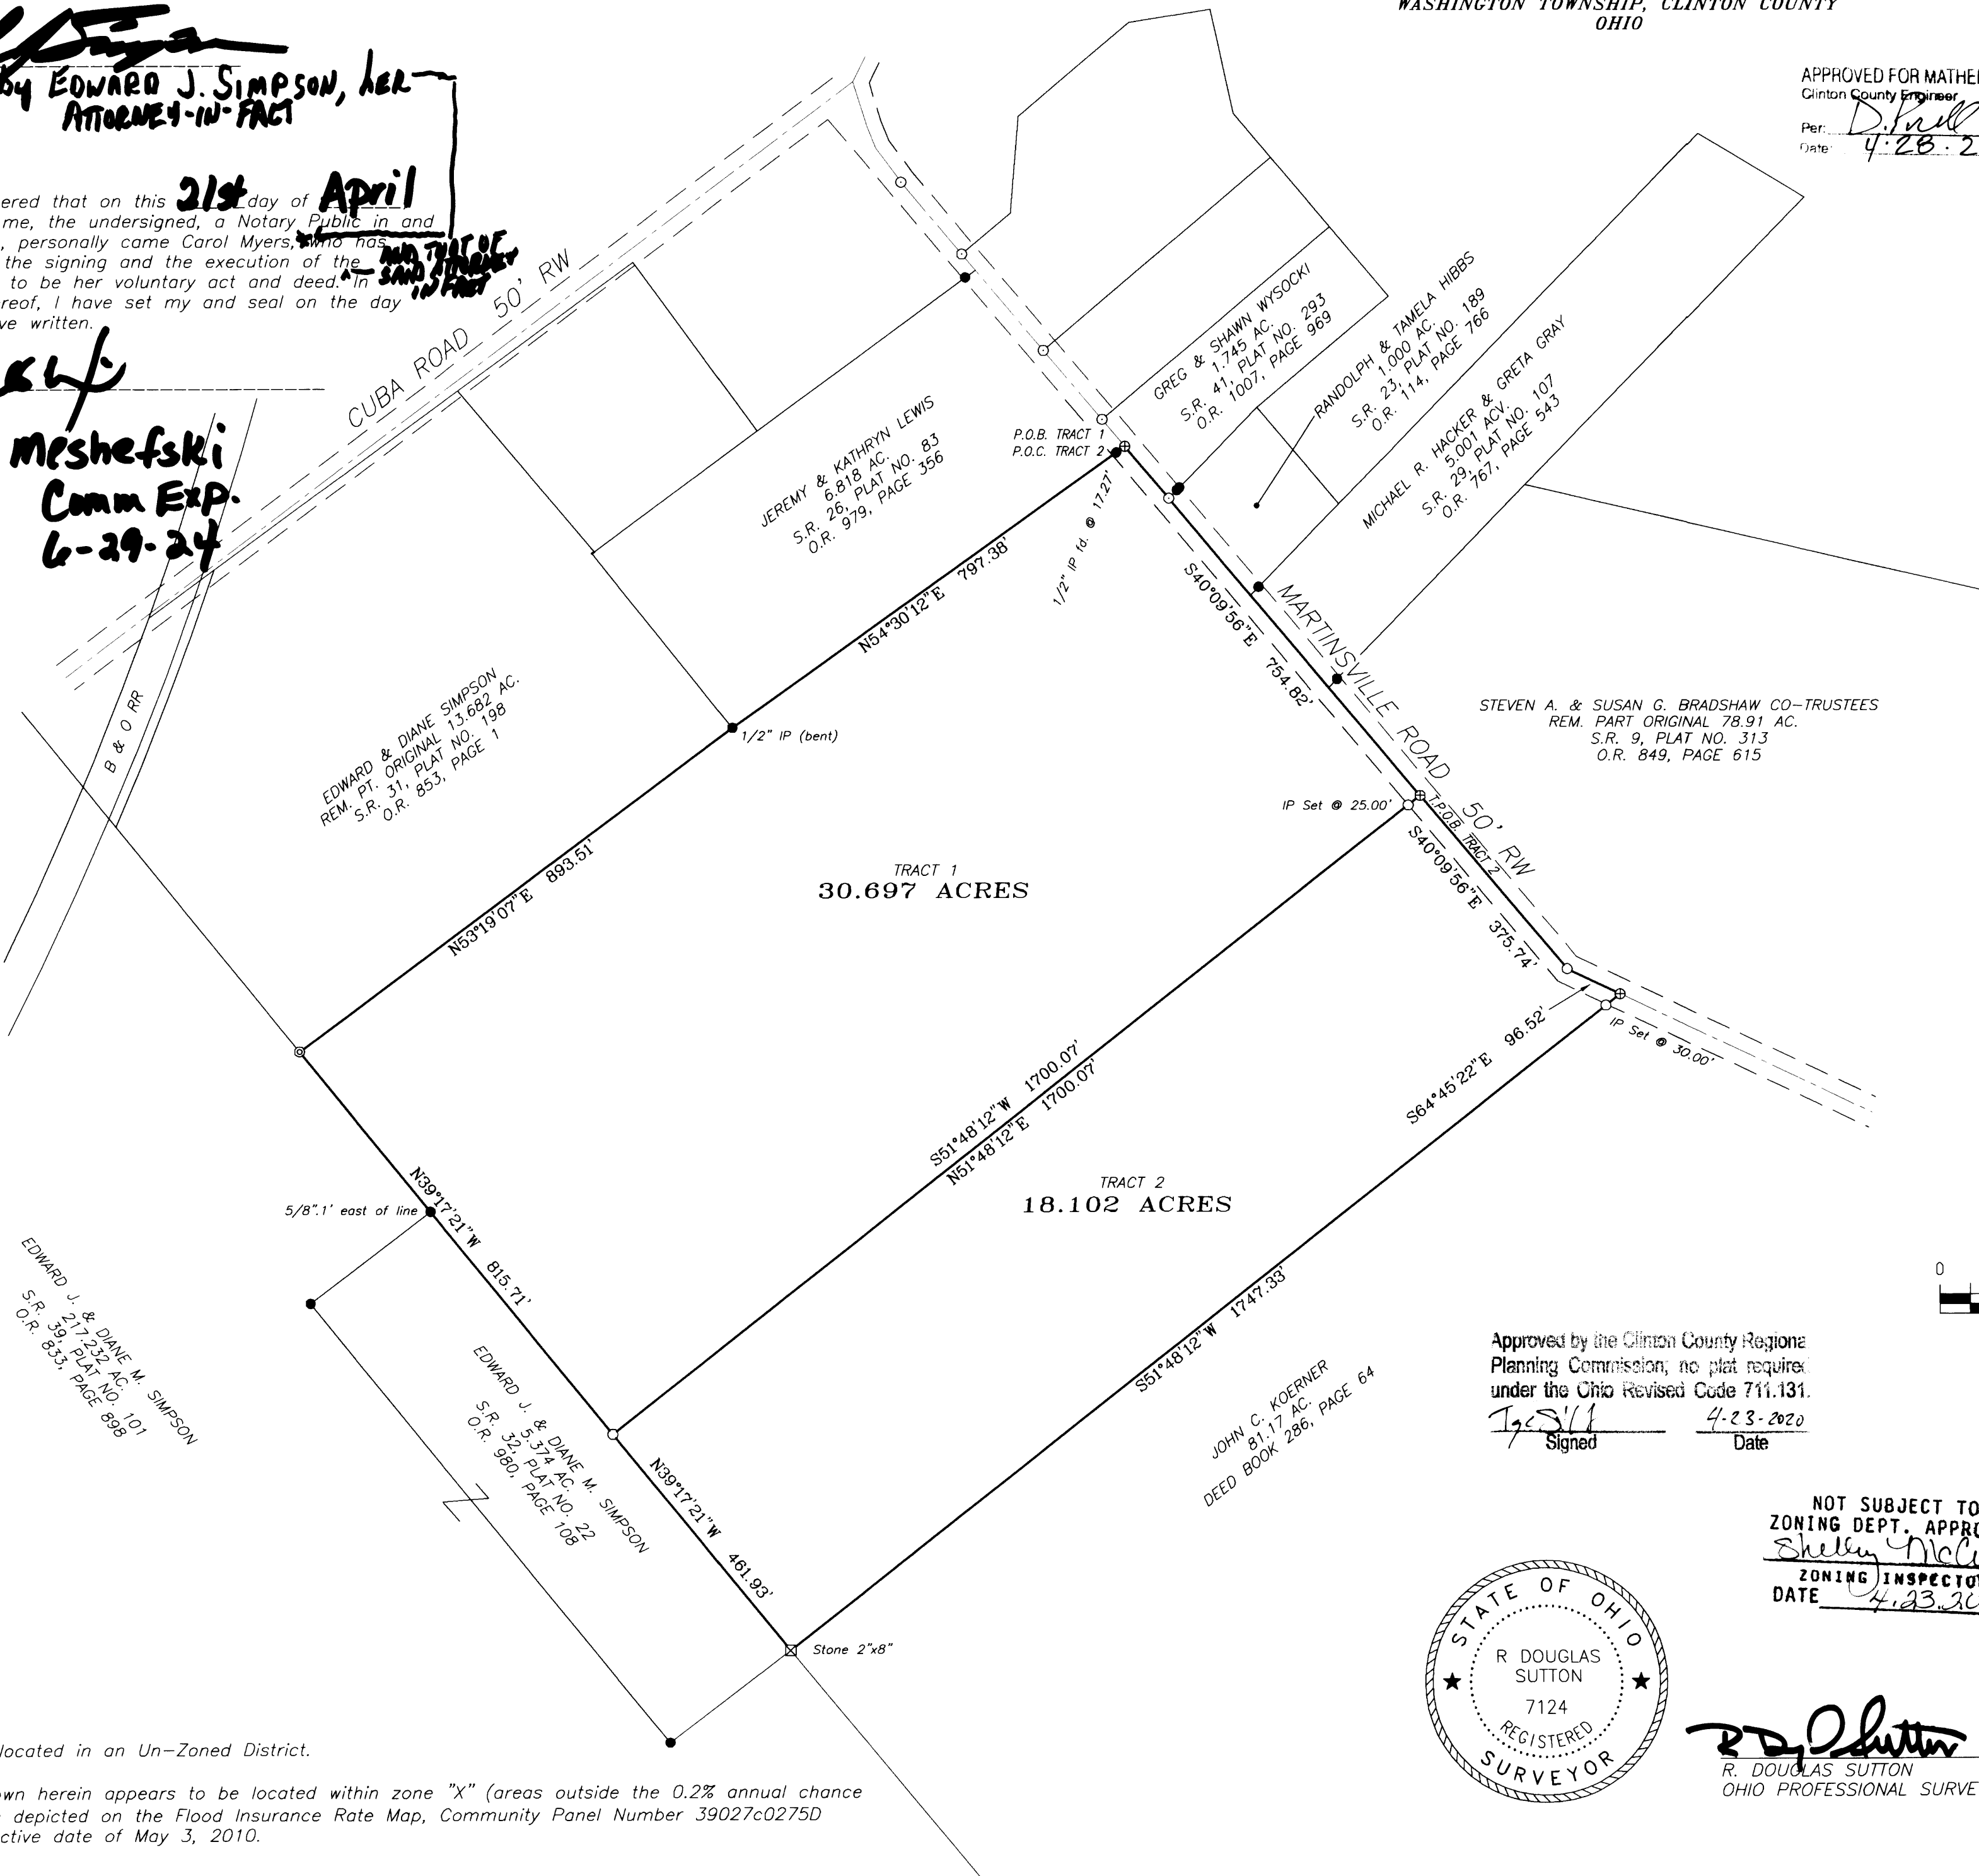 WASHINGTON TOWNSHIP, CLINTON COUNTY
OHIO
By EDWARD J. SIMPSON, her
ATTORNEY-IN-FACT
APPROVED FOR MATHE
Clinton County Engineer
Per:
Date: 4-28-2
ered that on this 21st day of April
me, the undersigned, a Notary Public in and
, personally came Carol Myers, who has
the signing and the execution of the
AND THAT OF
SAID ATTORNEY
IN FACT
to be her voluntary act and deed. In
reof, I have set my and seal on the day
ve written.
Meshefski
Comm Exp.
6-29-24
CUBA ROAD 50' RW
B & O RR
JEREMY & KATHRYN LEWIS
6.818 AC.
S.R. 26, PLAT NO. 83
O.R. 979, PAGE 356
P.O.B. TRACT 1
P.O.C. TRACT 2
GREG & SHAWN WYSOCKI
1.745 AC.
S.R. 41, PLAT NO. 293
O.R. 1007, PAGE 969
RANDOLPH & TAMELA HIBBS
1.000 AC.
S.R. 23, PLAT NO. 189
O.R. 114, PAGE 766
MICHAEL R. HACKER & GRETA GRAY
5.001 ACV.
S.R. 29, PLAT NO. 107
O.R. 767, PAGE 543
1/2" IP fd. @ 17.27'
N54°30'12"E 797.38'
S40°09'56"E 754.82'
MARTINSVILLE ROAD 50' RW
STEVEN A. & SUSAN G. BRADSHAW CO-TRUSTEES
REM. PART ORIGINAL 78.91 AC.
S.R. 9, PLAT NO. 313
O.R. 849, PAGE 615
EDWARD & DIANE SIMPSON
REM. PT. ORIGINAL 13.682 AC.
S.R. 31, PLAT NO. 198
O.R. 853, PAGE 1
1/2" IP (bent)
IP Set @ 25.00'
T.P.O.B. TRACT 2
S40°09'56"E 375.74'
N53°19'07"E 893.51'
TRACT 1
30.697 ACRES
S64°45'22"E 96.52'
IP Set @ 30.00'
S51°48'12"W 1700.07'
N51°48'12"E 1700.07'
TRACT 2
18.102 ACRES
5/8".1' east of line
N39°17'21"W 815.71'
S51°48'12"W 1747.33'
EDWARD J. & DIANE M. SIMPSON
217.232 AC.
S.R. 39, PLAT NO. 101
O.R. 833, PAGE 898
EDWARD J. & DIANE M. SIMPSON
5.374 AC.
S.R. 32, PLAT NO. 22
O.R. 980, PAGE 108
N39°17'21"W 461.93'
Stone 2"x8"
JOHN C. KOERNER
81.17 AC.
DEED BOOK 286, PAGE 64
0
Approved by the Clinton County Regiona
Planning Commission; no plat required
under the Ohio Revised Code 711.131.
4-23-2020
Signed Date
NOT SUBJECT TO
ZONING DEPT. APPRO
Shelly McC
ZONING INSPECTO
DATE 4.23.20
STATE OF OHIO
R DOUGLAS
SUTTON
7124
REGISTERED
SURVEYOR
R. DOUGLAS SUTTON
OHIO PROFESSIONAL SURVE
located in an Un-Zoned District.
wn herein appears to be located within zone "X" (areas outside the 0.2% annual chance
depicted on the Flood Insurance Rate Map, Community Panel Number 39027c0275D
ctive date of May 3, 2010.